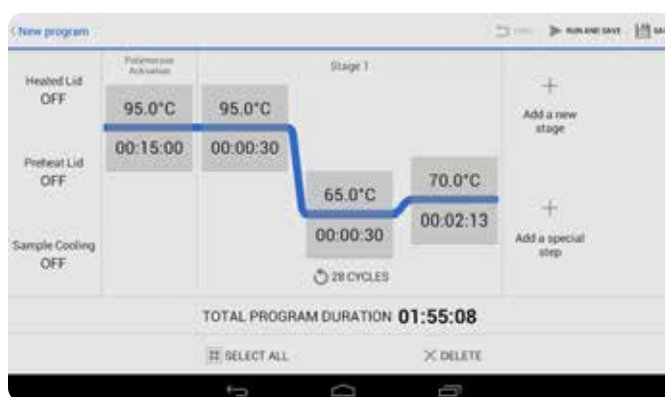 < New program
RUN AND SAVE
Heated Lid
OFF
Preheat Lid
OFF
Sample Cooling
OFF
Polymerase
Activation
95.0°C
00:15:00
Stage 1
95.0°C
00:00:30
65.0°C
00:00:30
70.0°C
00:02:13
28 CYCLES
Add a new
stage
Add a special
step
TOTAL PROGRAM DURATION 01:55:08
SELECT ALL
DELETE